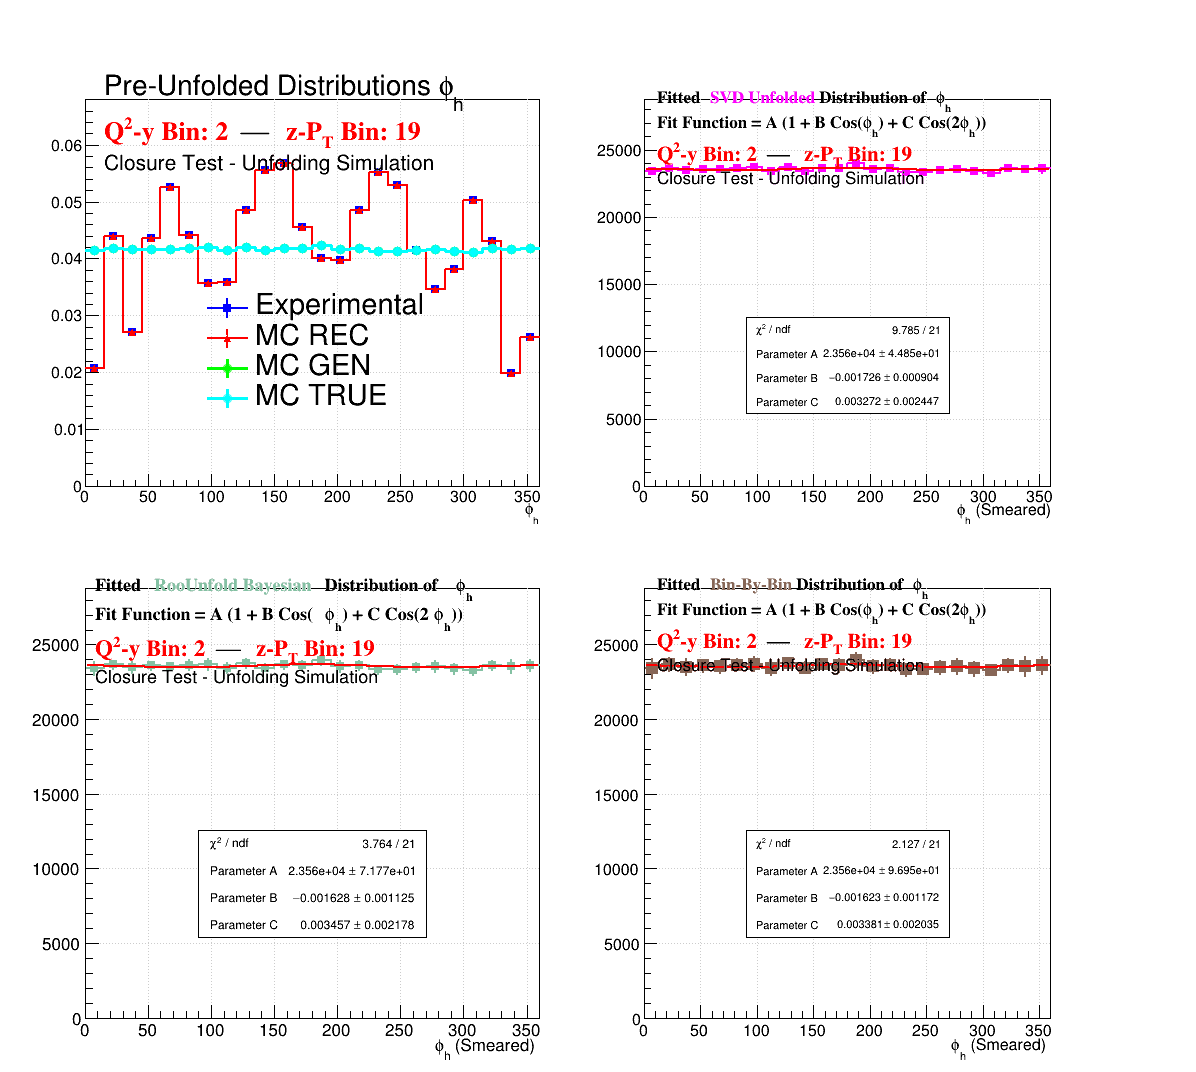 Pre-Unfolded Distributions ϕh
Q²-y Bin: 2 — z-PT Bin: 19
Closure Test - Unfolding Simulation
0.06
0.05
0.04
0.03
0.02
0.01
0
Experimental
MC REC
MC GEN
MC TRUE
0 50 100 150 200 250 300 350
ϕh
Fitted SVD Unfolded Distribution of ϕh
Fit Function = A (1 + B Cos(ϕh) + C Cos(2ϕh))
Q²-y Bin: 2 — z-PT Bin: 19
Closure Test - Unfolding Simulation
25000
20000
15000
10000
5000
0
χ² / ndf 9.785 / 21
Parameter A 2.356e+04 ± 4.485e+01
Parameter B −0.001726 ± 0.000904
Parameter C 0.003272 ± 0.002447
0 50 100 150 200 250 300 350
ϕh (Smeared)
Fitted RooUnfold Bayesian Distribution of ϕh
Fit Function = A (1 + B Cos( ϕh) + C Cos(2 ϕh))
Q²-y Bin: 2 — z-PT Bin: 19
Closure Test - Unfolding Simulation
25000
20000
15000
10000
5000
0
χ² / ndf 3.764 / 21
Parameter A 2.356e+04 ± 7.177e+01
Parameter B −0.001628 ± 0.001125
Parameter C 0.003457 ± 0.002178
0 50 100 150 200 250 300 350
ϕh (Smeared)
Fitted Bin-By-Bin Distribution of ϕh
Fit Function = A (1 + B Cos(ϕh) + C Cos(2ϕh))
Q²-y Bin: 2 — z-PT Bin: 19
Closure Test - Unfolding Simulation
25000
20000
15000
10000
5000
0
χ² / ndf 2.127 / 21
Parameter A 2.356e+04 ± 9.695e+01
Parameter B −0.001623 ± 0.001172
Parameter C 0.003381 ± 0.002035
0 50 100 150 200 250 300 350
ϕh (Smeared)